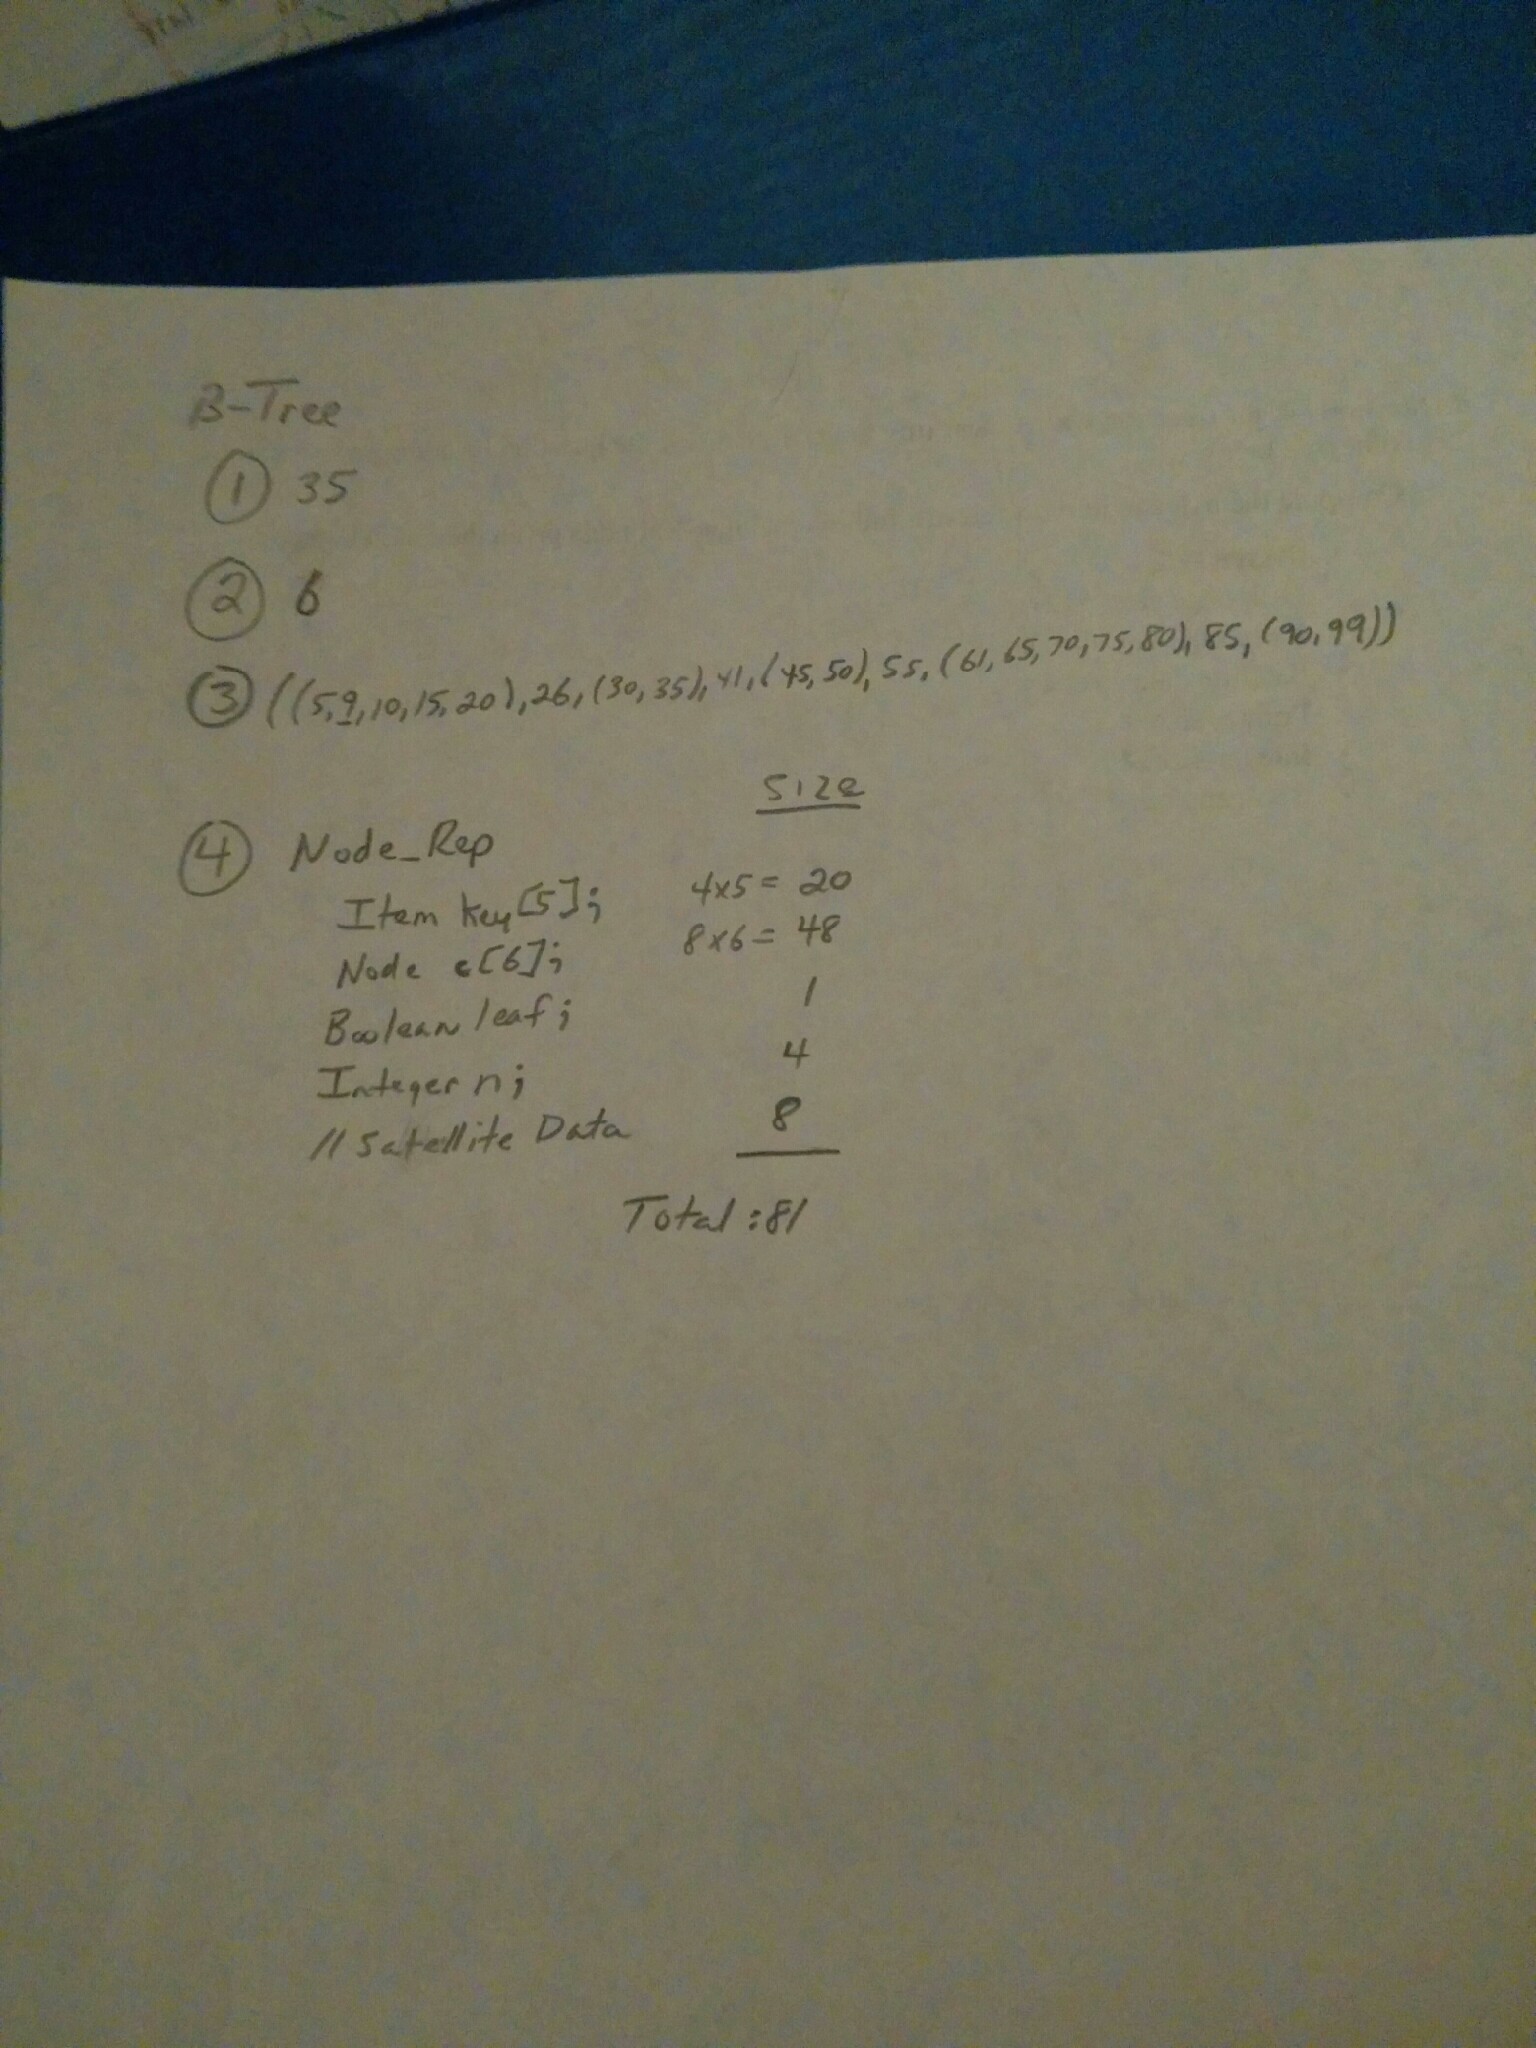 B-Tree
① 35
② 6
③ ((5,9,10,15,20),26,(30,35),41,(45,50),55,(61,65,70,75,80),85,(90,99))
Size
④ Node_Rep
Item key[5]; 4x5= 20
Node c[6]; 8x6= 48
Boolean leaf; 1
Integer n; 4
// Satellite Data 8
Total:81